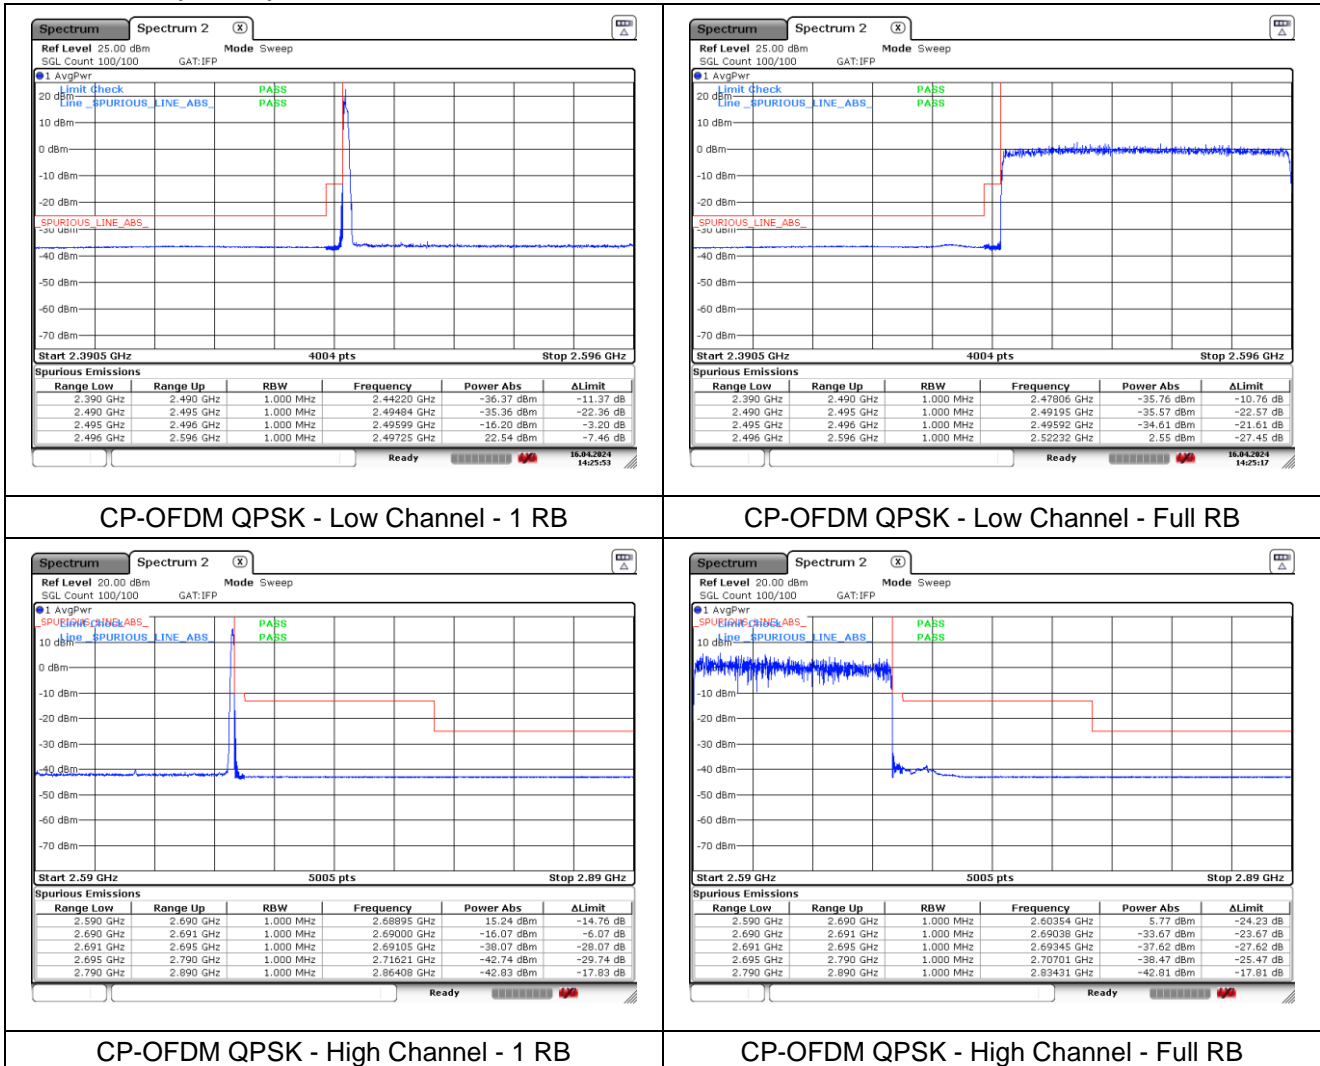 Spectrum Spectrum 2 X
Ref Level 25.00 dBm Mode Sweep
SGL Count 100/100 GAT:IFP
1 AvgPwr
Limit Check PASS
20 dBm
Line _SPURIOUS_LINE_ABS_ PASS
10 dBm
0 dBm
-10 dBm
-20 dBm
_SPURIOUS_LINE_ABS_
-30 dBm
-40 dBm
-50 dBm
-60 dBm
-70 dBm
Start 2.3905 GHz 4004 pts Stop 2.596 GHz
Spurious Emissions
Range Low Range Up RBW Frequency Power Abs ΔLimit
2.390 GHz 2.490 GHz 1.000 MHz 2.44220 GHz -36.37 dBm -11.37 dB
2.490 GHz 2.495 GHz 1.000 MHz 2.49484 GHz -35.36 dBm -22.36 dB
2.495 GHz 2.496 GHz 1.000 MHz 2.49599 GHz -16.20 dBm -3.20 dB
2.496 GHz 2.596 GHz 1.000 MHz 2.49725 GHz 22.54 dBm -7.46 dB
Ready 16.04.2024
14:25:53
CP-OFDM QPSK - Low Channel - 1 RB
Spectrum Spectrum 2 X
Ref Level 25.00 dBm Mode Sweep
SGL Count 100/100 GAT:IFP
1 AvgPwr
Limit Check PASS
20 dBm
Line _SPURIOUS_LINE_ABS_ PASS
10 dBm
0 dBm
-10 dBm
-20 dBm
_SPURIOUS_LINE_ABS_
-30 dBm
-40 dBm
-50 dBm
-60 dBm
-70 dBm
Start 2.3905 GHz 4004 pts Stop 2.596 GHz
Spurious Emissions
Range Low Range Up RBW Frequency Power Abs ΔLimit
2.390 GHz 2.490 GHz 1.000 MHz 2.47806 GHz -35.76 dBm -10.76 dB
2.490 GHz 2.495 GHz 1.000 MHz 2.49195 GHz -35.57 dBm -22.57 dB
2.495 GHz 2.496 GHz 1.000 MHz 2.49592 GHz -34.61 dBm -21.61 dB
2.496 GHz 2.596 GHz 1.000 MHz 2.52232 GHz 2.55 dBm -27.45 dB
Ready 16.04.2024
14:25:17
CP-OFDM QPSK - Low Channel - Full RB
Spectrum Spectrum 2 X
Ref Level 20.00 dBm Mode Sweep
SGL Count 100/100 GAT:IFP
1 AvgPwr
_SPURIOUS_LINE_ABS_
Limit Check PASS
10 dBm
Line _SPURIOUS_LINE_ABS_ PASS
0 dBm
-10 dBm
-20 dBm
-30 dBm
-40 dBm
-50 dBm
-60 dBm
-70 dBm
Start 2.59 GHz 5005 pts Stop 2.89 GHz
Spurious Emissions
Range Low Range Up RBW Frequency Power Abs ΔLimit
2.590 GHz 2.690 GHz 1.000 MHz 2.68895 GHz 15.24 dBm -14.76 dB
2.690 GHz 2.691 GHz 1.000 MHz 2.69000 GHz -16.07 dBm -6.07 dB
2.691 GHz 2.695 GHz 1.000 MHz 2.69105 GHz -38.07 dBm -28.07 dB
2.695 GHz 2.790 GHz 1.000 MHz 2.71621 GHz -42.74 dBm -29.74 dB
2.790 GHz 2.890 GHz 1.000 MHz 2.86408 GHz -42.83 dBm -17.83 dB
Ready
CP-OFDM QPSK - High Channel - 1 RB
Spectrum Spectrum 2 X
Ref Level 20.00 dBm Mode Sweep
SGL Count 100/100 GAT:IFP
1 AvgPwr
_SPURIOUS_LINE_ABS_
Limit Check PASS
10 dBm
Line _SPURIOUS_LINE_ABS_ PASS
0 dBm
-10 dBm
-20 dBm
-30 dBm
-40 dBm
-50 dBm
-60 dBm
-70 dBm
Start 2.59 GHz 5005 pts Stop 2.89 GHz
Spurious Emissions
Range Low Range Up RBW Frequency Power Abs ΔLimit
2.590 GHz 2.690 GHz 1.000 MHz 2.60354 GHz 5.77 dBm -24.23 dB
2.690 GHz 2.691 GHz 1.000 MHz 2.69038 GHz -33.67 dBm -23.67 dB
2.691 GHz 2.695 GHz 1.000 MHz 2.69345 GHz -37.62 dBm -27.62 dB
2.695 GHz 2.790 GHz 1.000 MHz 2.70701 GHz -38.47 dBm -25.47 dB
2.790 GHz 2.890 GHz 1.000 MHz 2.83431 GHz -42.81 dBm -17.81 dB
Ready
CP-OFDM QPSK - High Channel - Full RB